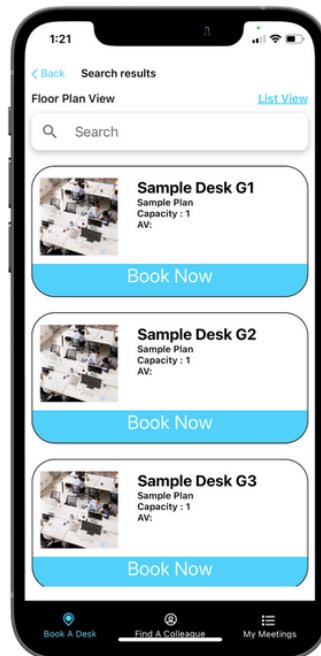 1:21
Back Search results
Floor Plan View List View
Search
Sample Desk G1
Sample Plan
Capacity : 1
AV:
Book Now
Sample Desk G2
Sample Plan
Capacity : 1
AV:
Book Now
Sample Desk G3
Sample Plan
Capacity : 1
AV:
Book Now
Book A Desk Find A Colleague My Meetings